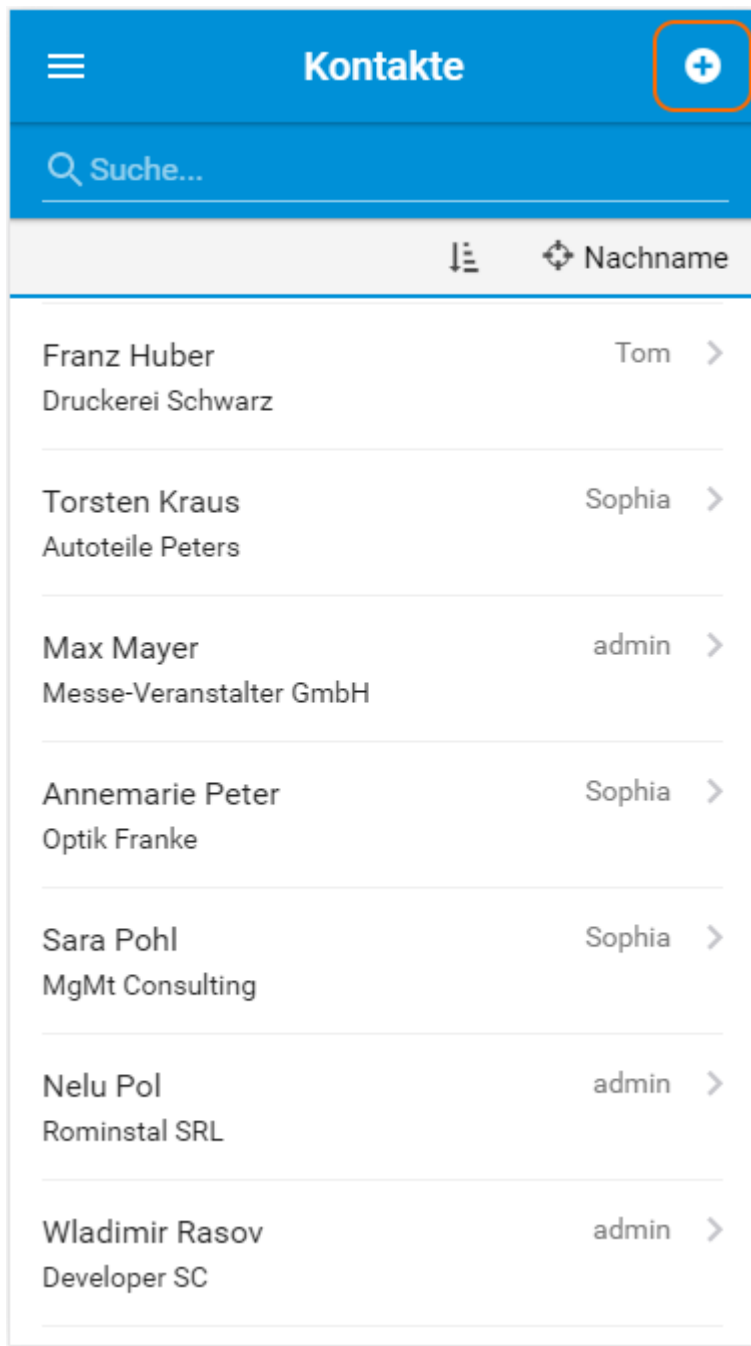 Kontakte
Suche...
Nachname
Franz Huber Tom
Druckerei Schwarz
Torsten Kraus Sophia
Autoteile Peters
Max Mayer admin
Messe-Veranstalter GmbH
Annemarie Peter Sophia
Optik Franke
Sara Pohl Sophia
MgMt Consulting
Nelu Pol admin
Rominstal SRL
Wladimir Rasov admin
Developer SC